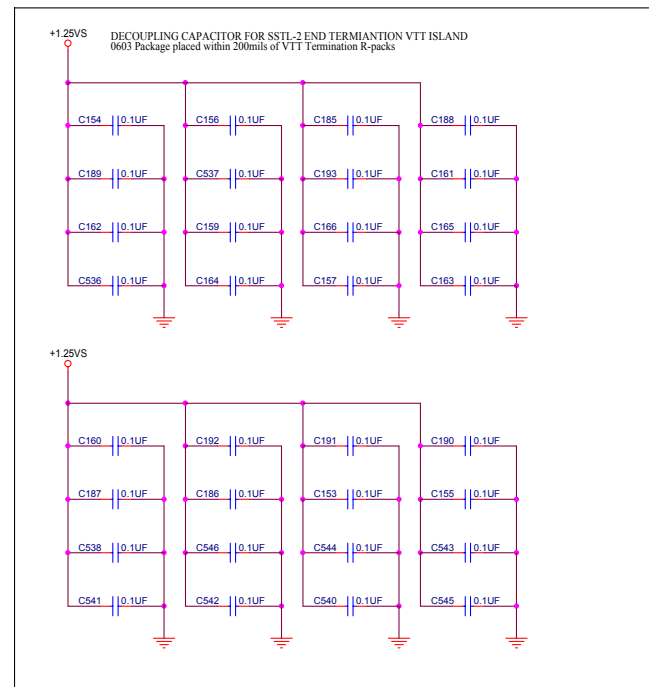 +1.25VS
DECOUPLING CAPACITOR FOR SSTL-2 END TERMIANTION VTT ISLAND
0603 Package placed within 200mils of VTT Termination R-packs
C154 0.1UF C156 0.1UF C185 0.1UF C188 0.1UF
C189 0.1UF C537 0.1UF C193 0.1UF C161 0.1UF
C162 0.1UF C159 0.1UF C166 0.1UF C165 0.1UF
C536 0.1UF C164 0.1UF C157 0.1UF C163 0.1UF
+1.25VS
C160 0.1UF C192 0.1UF C191 0.1UF C190 0.1UF
C187 0.1UF C186 0.1UF C153 0.1UF C155 0.1UF
C538 0.1UF C546 0.1UF C544 0.1UF C543 0.1UF
C541 0.1UF C542 0.1UF C540 0.1UF C545 0.1UF